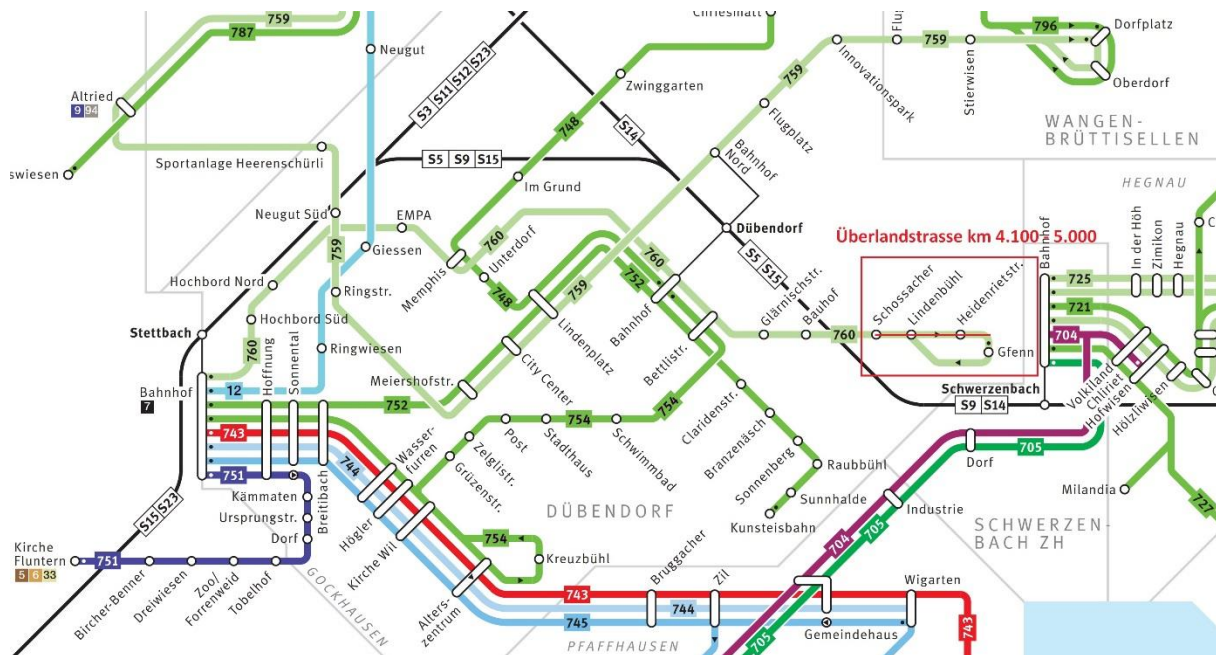 759
787
Neugut
S3 S11 S12 S23
Zwinggarten
748
Innovationspark
759
Stierwisen
796
Dorfplatz
Oberdorf
Altried
9 94
759
Flugplatz
S14
WANGEN-
BRÜTTISELLEN
Sportanlage Heerenschürli
S5 S9 S15
Bahnhof
Nord
swiesen
Im Grund
HEGNAU
Neugut Süd
EMPA
Unterdorf
760
Dübendorf
Überlandstrasse km 4.100 - 5.000
Bahnhof
In der Höh
Zimikon
Hegnau
759
Giessen
Memphis
748
760
752
S5 S15
725
Hochbord Nord
Ringstr.
759
Lindenplatz
Bahnhof
Glärnischstr.
Bauhof
Schossacher
Lindenbühl
Heidenrietstr.
721
Hochbord Süd
Stettbach
760
Hoffnung
Sonnental
Ringwiesen
City Center
Bettlistr.
760
Gfenn
704
Bahnhof
7
12
Meiershofstr.
752
Schwerzenbach
S9 S14
Volkiland
Chliriet
Hofwisen
Hölzliwisen
743
744
Wasser-
furren
Zelglistr.
Grüzenstr.
Post
754
Stadthaus
Schwimmbad
754
Claridenstr.
Branzenäsch
Sonnenberg
Raubbühl
Sunnhalde
Kunsteisbahn
705
Dorf
Milandia
727
751
Kämmaten
Ursprungstr.
Dorf
Breitibach
Högler
Kirche Wil
DÜBENDORF
Industrie
SCHWERZEN-
BACH ZH
S15 S23
Kirche
Fluntern
5 6 33
751
Bircher-Benner
Dreiwiesen
Zoo/
Forrenweid
Tobelhof
GOCKHAUSEN
754
Kreuzbühl
Alters-
zentrum
704
705
Bruggacher
Zil
Wigarten
743
744
745
743
705
Gemeindehaus
PFAFFHAUSEN